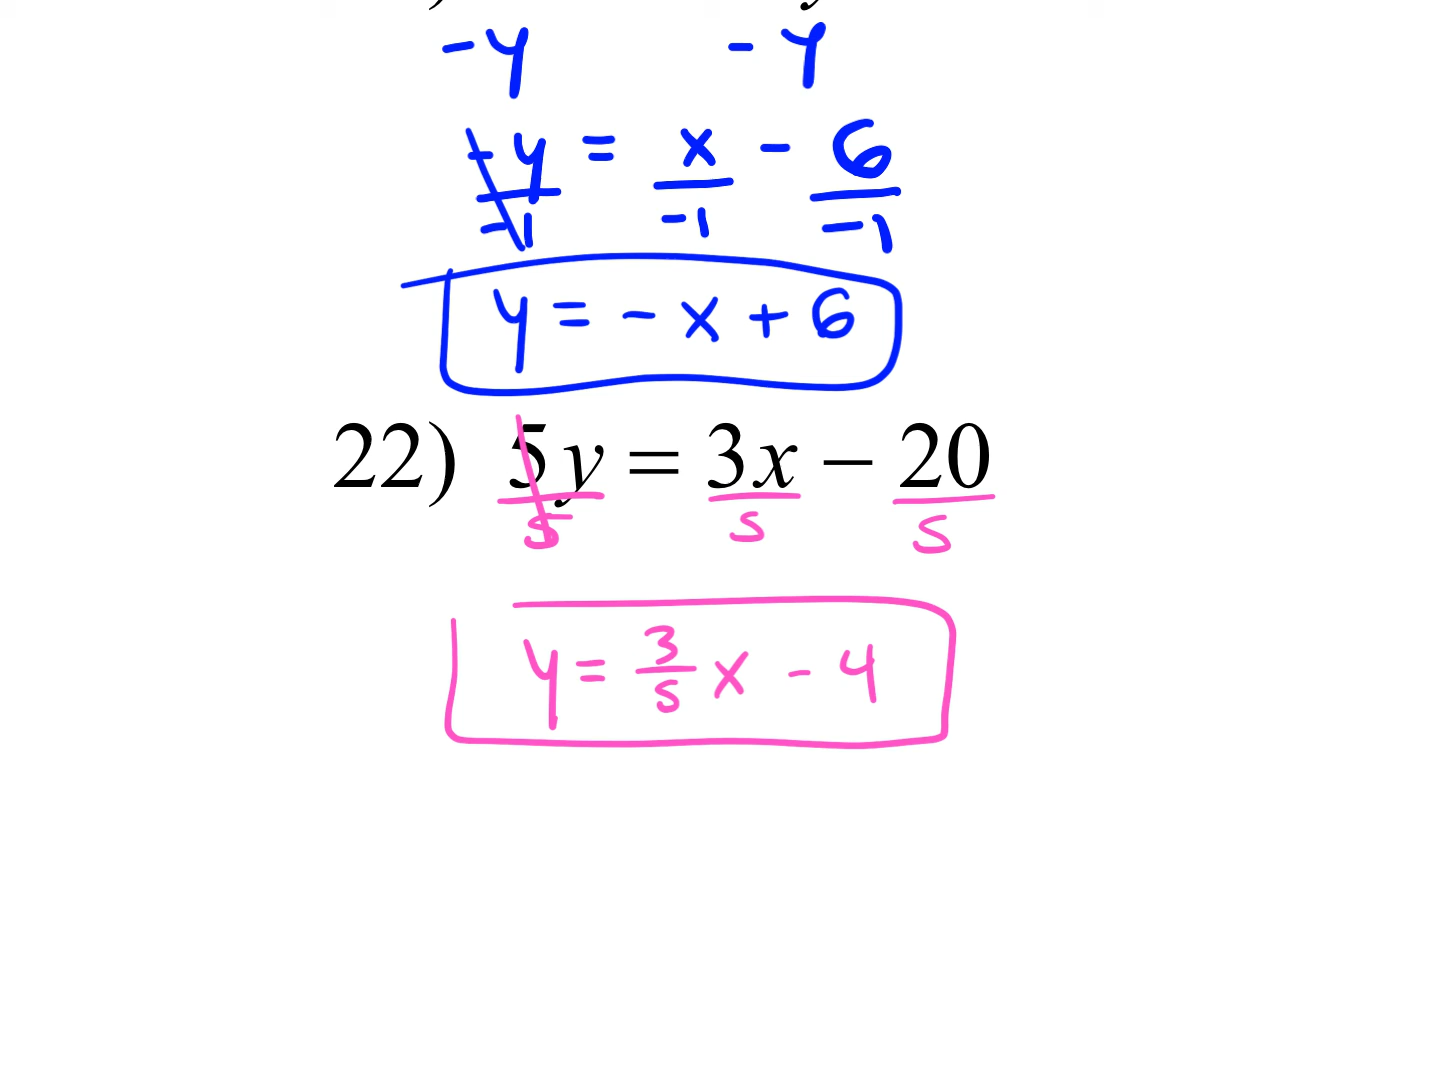 -y -y
-y = x - 6
-1 -1 -1
y = -x + 6
22) 5y = 3x − 20
5 5 5
y = 3/5 x - 4